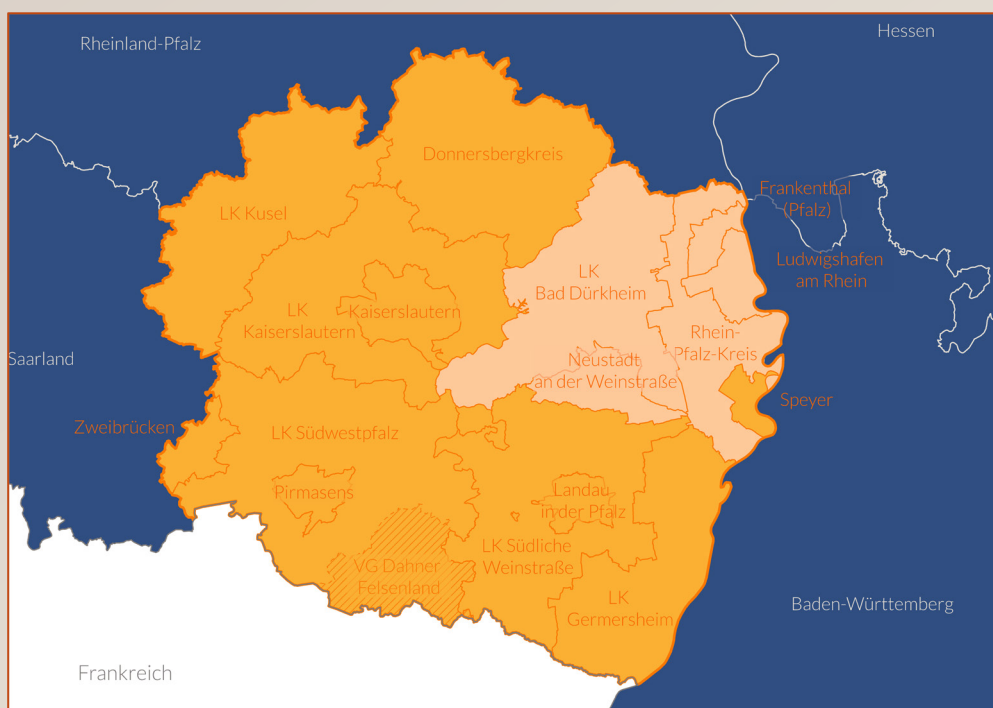 Rheinland-Pfalz
Hessen
Donnersbergkreis
Frankenthal
(Pfalz)
LK Kusel
Ludwigshafen
am Rhein
LK
Bad Dürkheim
LK
Kaiserslautern
Kaiserslautern
Rhein-
Pfalz-Kreis
Saarland
Neustadt
an der Weinstraße
Speyer
Zweibrücken
LK Südwestpfalz
Pirmasens
Landau
in der Pfalz
LK Südliche
Weinstraße
VG Dahner
Felsenland
LK
Germersheim
Baden-Württemberg
Frankreich